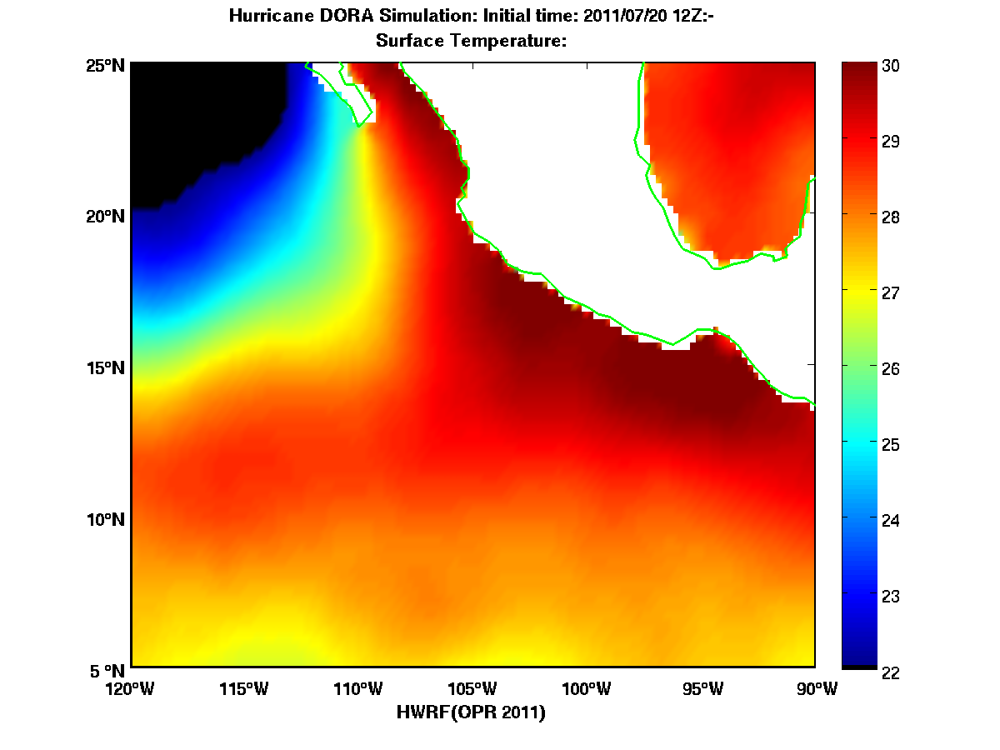 Hurricane DORA Simulation: Initial time: 2011/07/20 12Z:-
Surface Temperature:
25°N
20°N
15°N
10°N
5 °N
120°W
115°W
110°W
105°W
100°W
95°W
90°W
HWRF(OPR 2011)
30
29
28
27
26
25
24
23
22